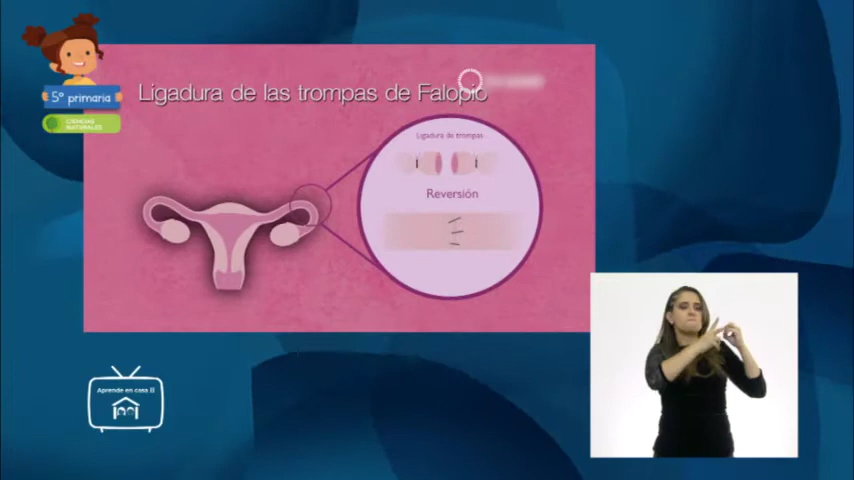 5° primaria
CIENCIAS
NATURALES
Ligadura de las trompas de Falopio
Ligadura de trompas
Reversión
Aprende en casa II